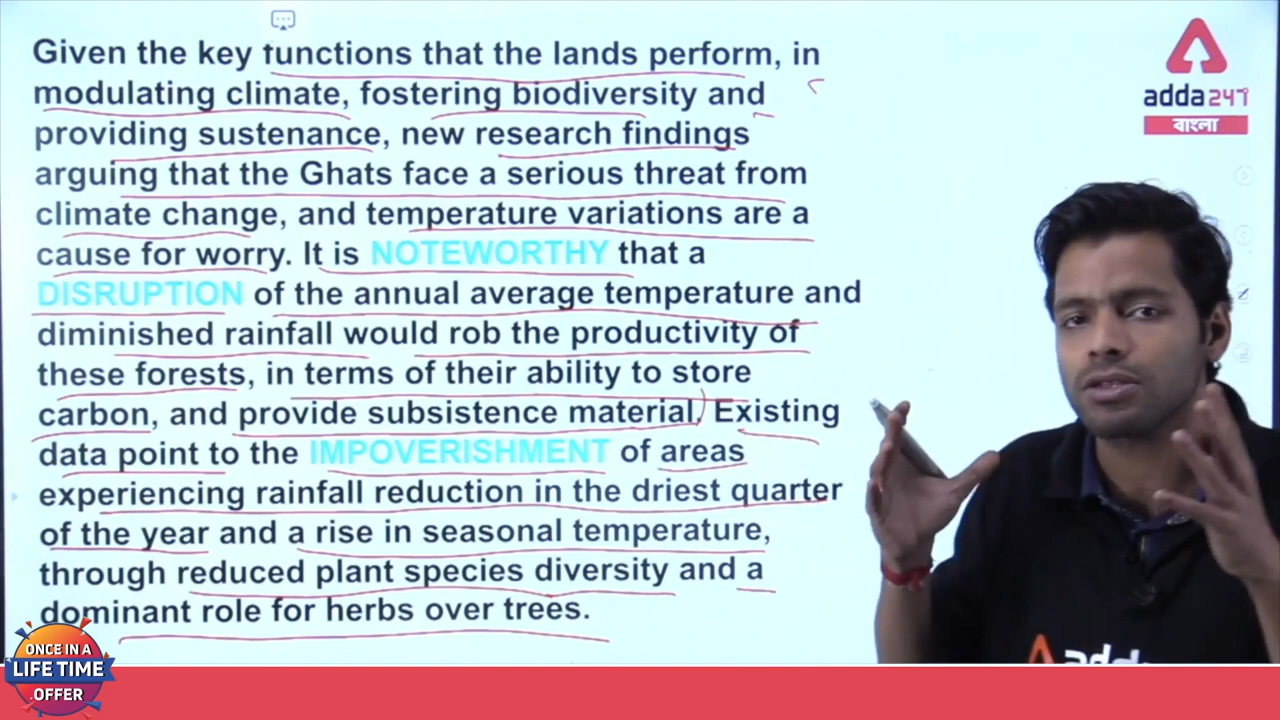 Given the key functions that the lands perform, in
modulating climate, fostering biodiversity and
providing sustenance, new research findings
arguing that the Ghats face a serious threat from
climate change, and temperature variations are a
cause for worry. It is NOTEWORTHY that a
DISRUPTION of the annual average temperature and
diminished rainfall would rob the productivity of
these forests, in terms of their ability to store
carbon, and provide subsistence material. Existing
data point to the IMPOVERISHMENT of areas
experiencing rainfall reduction in the driest quarter
of the year and a rise in seasonal temperature,
through reduced plant species diversity and a
dominant role for herbs over trees.
adda247
বাংলা
ONCE IN A
LIFE TIME
OFFER